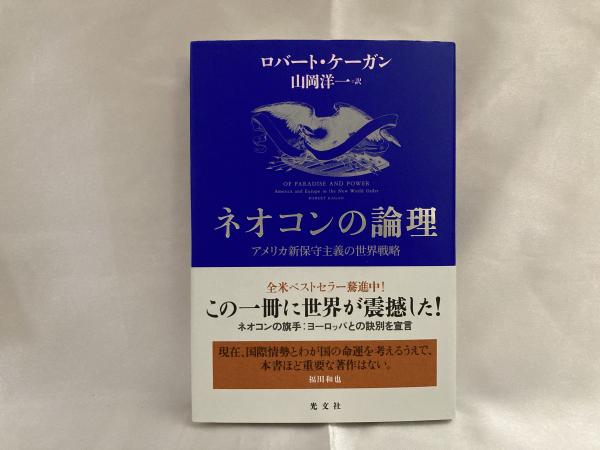 ロバート・ケーガン
山岡洋一・訳
OF PARADISE AND POWER
America and Europe in the New World Order
ROBERT KAGAN
ネオコンの論理
アメリカ新保守主義の世界戦略
全米ベストセラー驀進中!
この一冊に世界が震撼した!
ネオコンの旗手:ヨーロッパとの訣別を宣言
現在、国際情勢とわが国の命運を考えるうえで、
本書ほど重要な著作はない。
福田和也
光文社